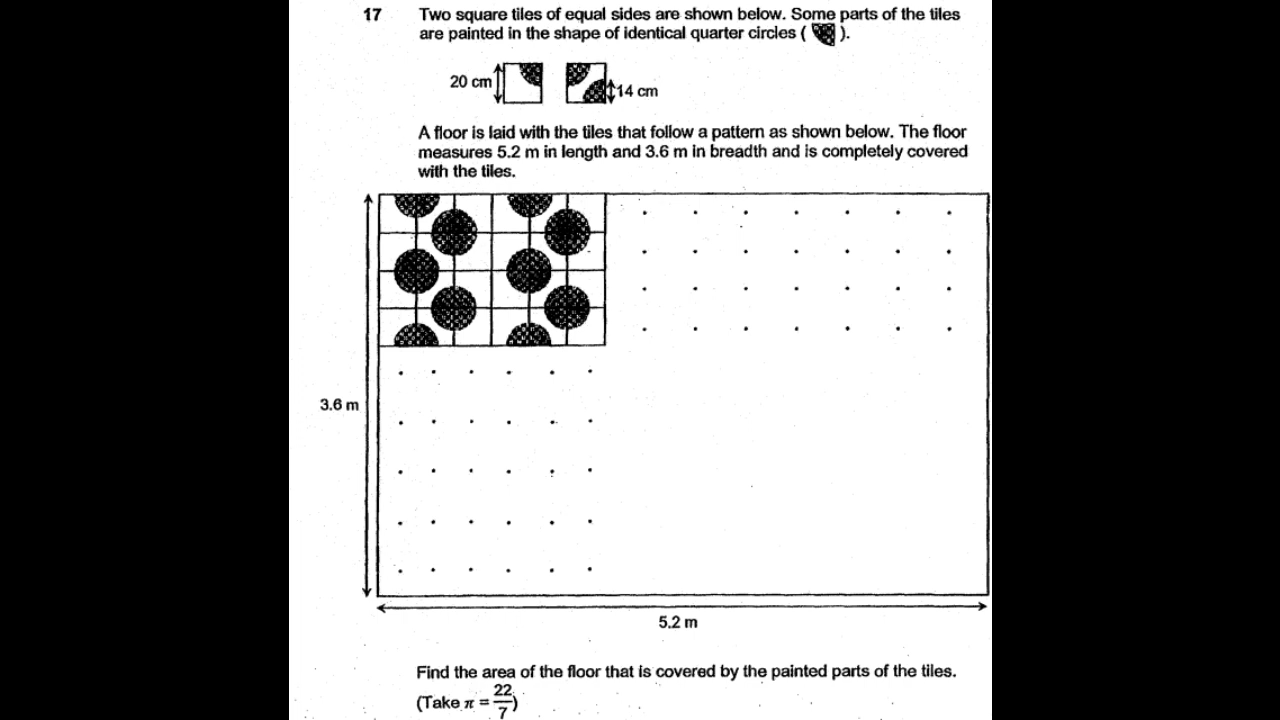 17 Two square tiles of equal sides are shown below. Some parts of the tiles
are painted in the shape of identical quarter circles ( ).
20 cm
14 cm
A floor is laid with the tiles that follow a pattern as shown below. The floor
measures 5.2 m in length and 3.6 m in breadth and is completely covered
with the tiles.
3.6 m
5.2 m
Find the area of the floor that is covered by the painted parts of the tiles.
(Take π = 22/7)